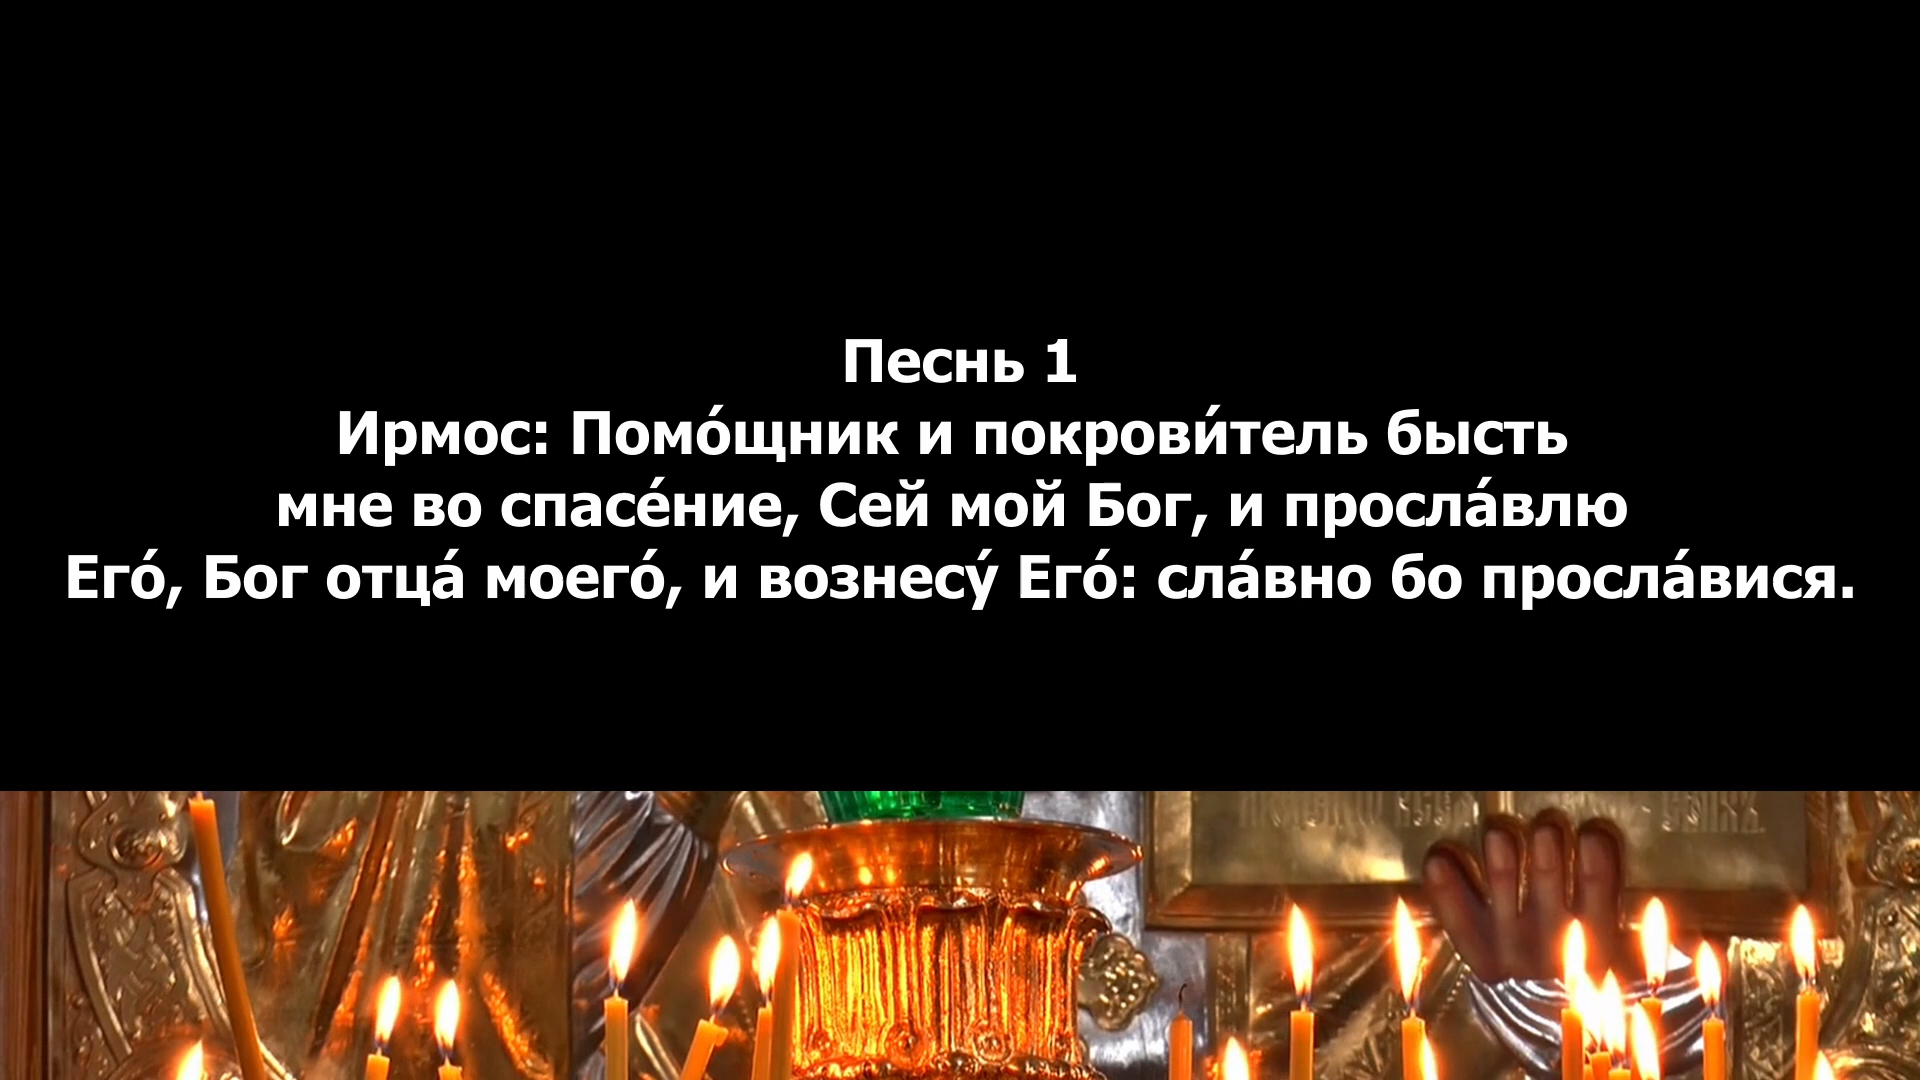 Песнь 1
Ирмос: Помо́щник и покрови́тель бысть
мне во спасе́ние, Сей мой Бог, и просла́влю
Его́, Бог отца́ моего́, и вознесу́ Его́: сла́вно бо просла́вися.